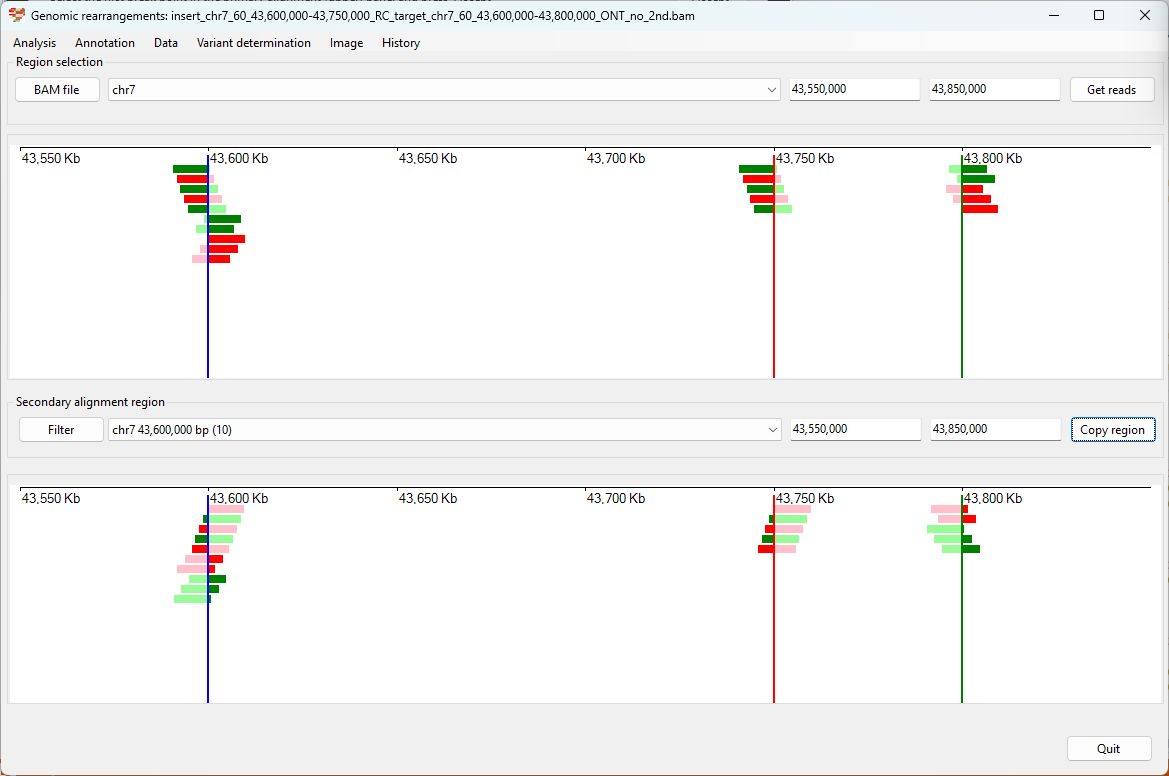 Genomic rearrangements: insert_chr7_60_43,600,000-43,750,000_RC_target_chr7_60_43,600,000-43,800,000_ONT_no_2nd.bam
Analysis Annotation Data Variant determination Image History
Region selection
BAM file chr7 43,550,000 43,850,000 Get reads
43,550 Kb 43,600 Kb 43,650 Kb 43,700 Kb 43,750 Kb 43,800 Kb
Secondary alignment region
Filter chr7 43,600,000 bp (10) 43,550,000 43,850,000 Copy region
43,550 Kb 43,600 Kb 43,650 Kb 43,700 Kb 43,750 Kb 43,800 Kb
Quit